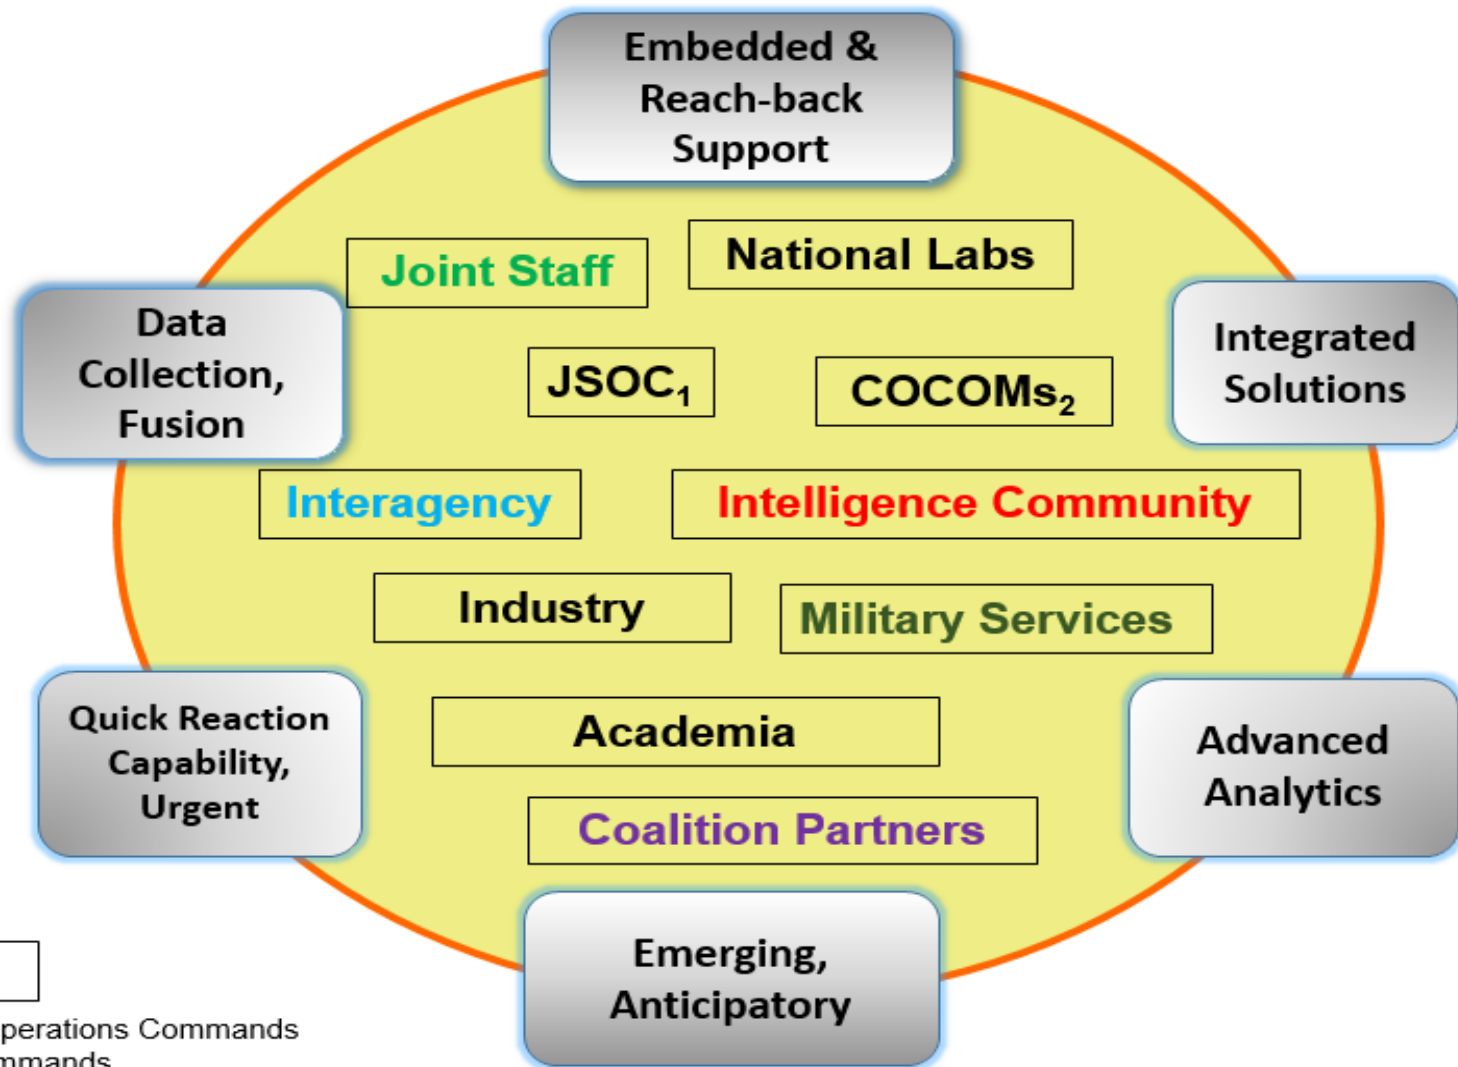 Embedded &
Reach-back
Support
Joint Staff
National Labs
Data
Collection,
Fusion
Integrated
Solutions
JSOC₁
COCOMs₂
Interagency
Intelligence Community
Industry
Military Services
Quick Reaction
Capability,
Urgent
Academia
Advanced
Analytics
Coalition Partners
Emerging,
Anticipatory
perations Commands
mmands